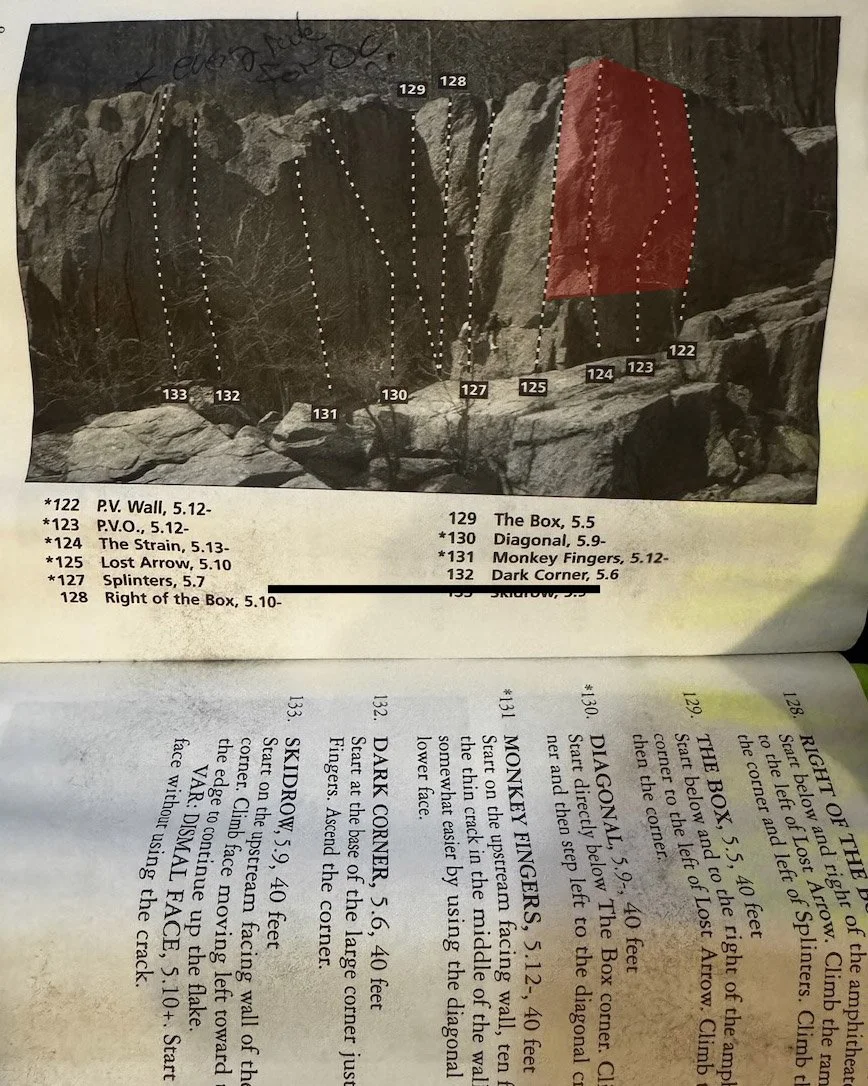 129 128
133 132 131 130 127 125 124 123 122
*122 P.V. Wall, 5.12-
*123 P.V.O., 5.12-
*124 The Strain, 5.13-
*125 Lost Arrow, 5.10
*127 Splinters, 5.7
128 Right of the Box, 5.10-
129 The Box, 5.5
*130 Diagonal, 5.9-
*131 Monkey Fingers, 5.12-
132 Dark Corner, 5.6
128. RIGHT OF THE
Start below and right of the amphitheat
to the left of Lost Arrow. Climb the ram
the corner and left of Splinters. Climb
129. THE BOX, 5.5, 40 feet
Start below and to the right of the amp
corner to the left of Lost Arrow. Climb
then the corner.
*130. DIAGONAL, 5.9-, 40 feet
Start directly below The Box corner. Cl
ner and then step left to the diagonal cr
*131 MONKEY FINGERS, 5.12-, 40 feet
Start on the upstream facing wall, ten f
the thin crack in the middle of the wal
somewhat easier by using the diagonal
lower face.
132. DARK CORNER, 5.6, 40 feet
Start at the base of the large corner just
Fingers. Ascend the corner.
133. SKIDROW, 5.9, 40 feet
Start on the upstream facing wall of the
corner. Climb face moving left toward
the edge to continue up the flake.
VAR: DISMAL FACE, 5.10+. Start
face without using the crack.